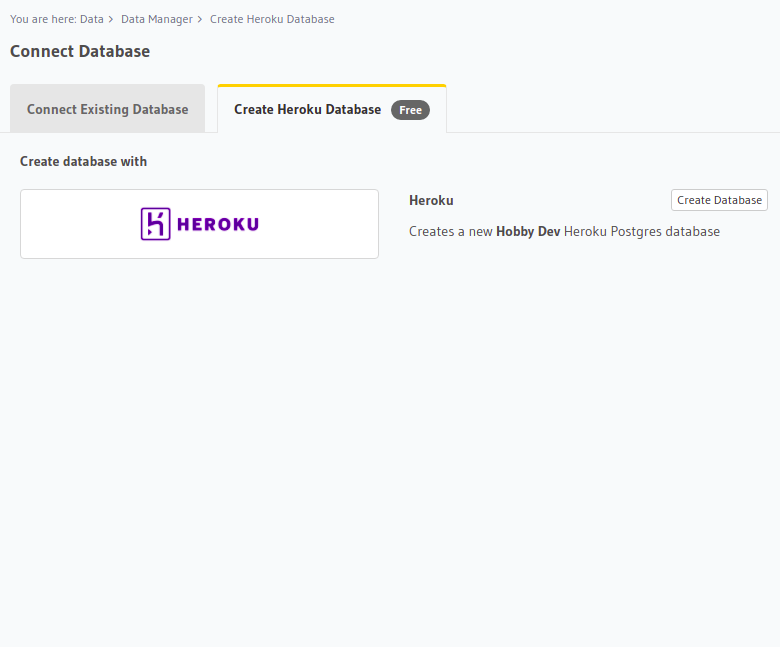 You are here: Data > Data Manager > Create Heroku Database
Connect Database
Connect Existing Database
Create Heroku Database Free
Create database with
HEROKU
Heroku
Create Database
Creates a new Hobby Dev Heroku Postgres database